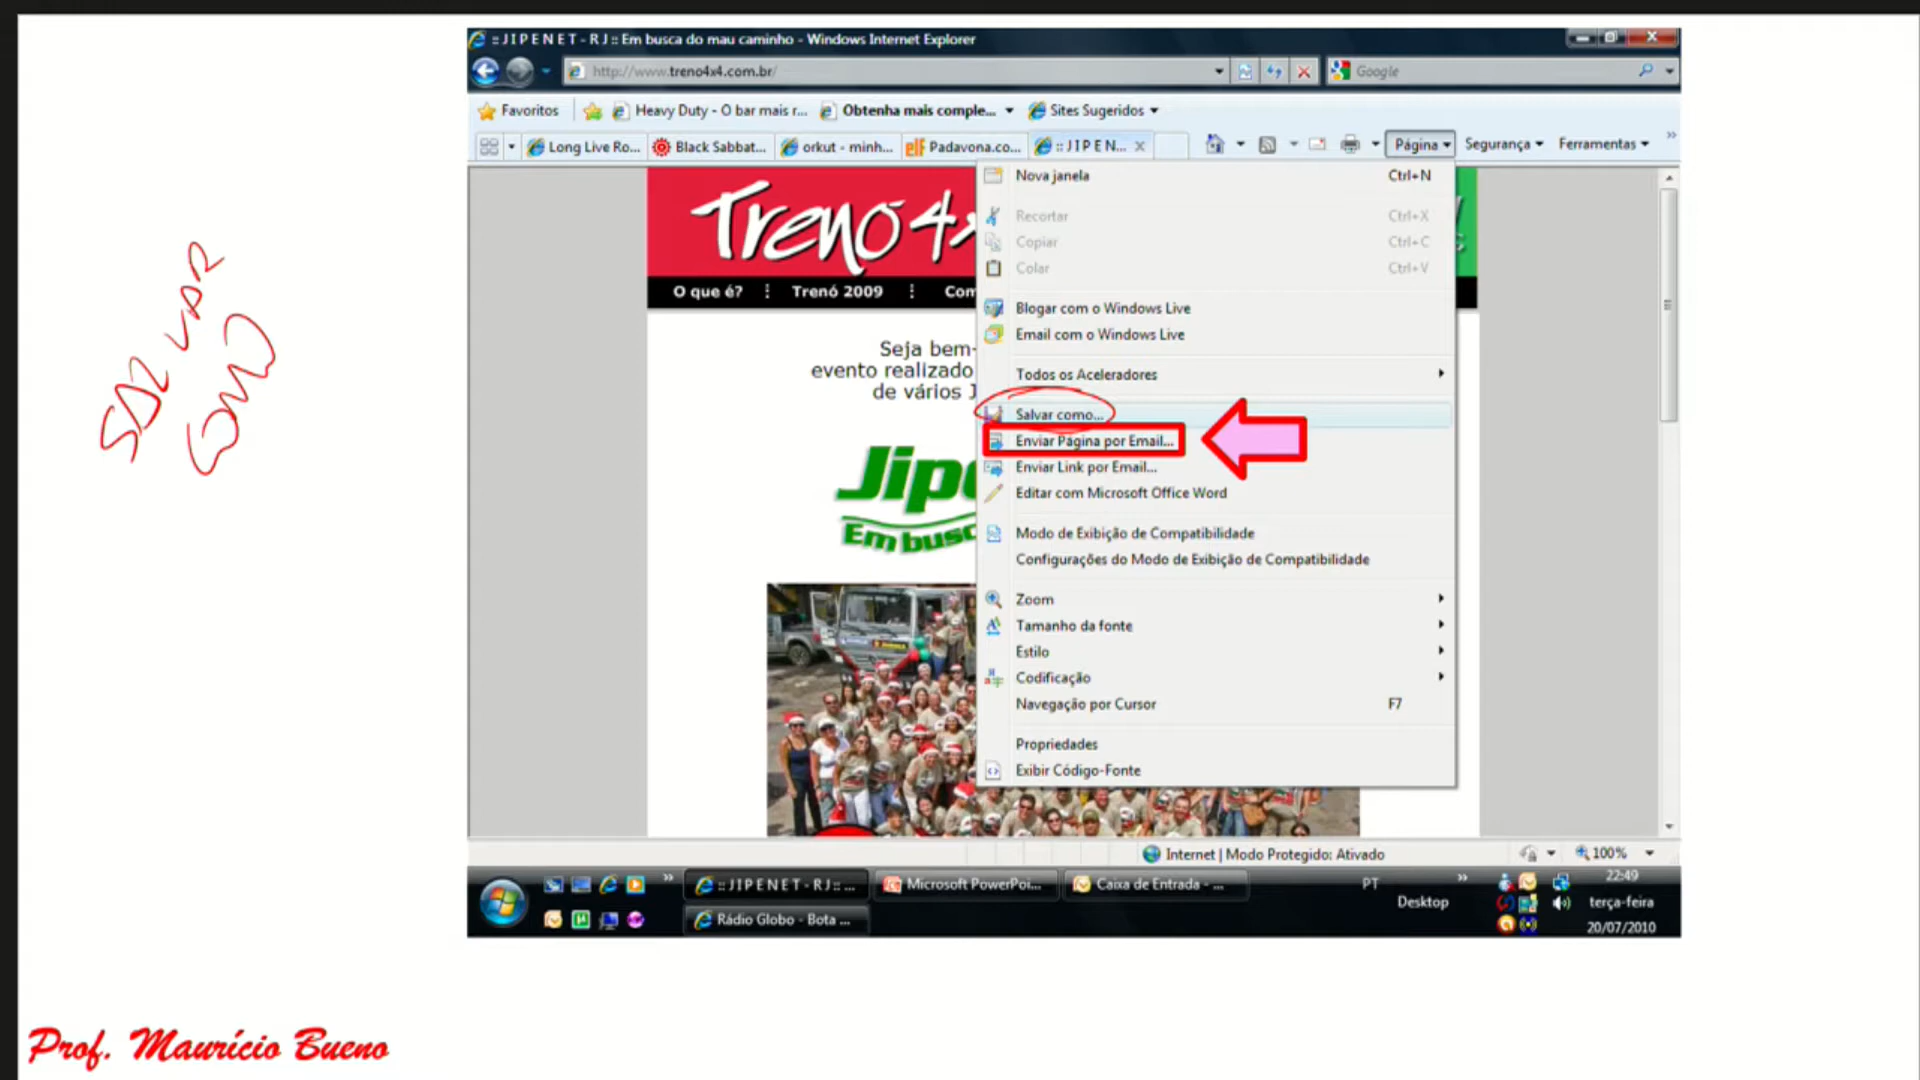 :: J I P E N E T - R J :: Em busca do mau caminho - Windows Internet Explorer
http://www.treno4x4.com.br/
Google
Favoritos
Heavy Duty - O bar mais r...
Obtenha mais comple...
Sites Sugeridos
Long Live Ro...
Black Sabbat...
orkut - minh...
Padavona.co...
:: J I P E N...
Página
Segurança
Ferramentas
Trenó 4x
O que é?
Trenó 2009
Com
Seja bem-
evento realizado
de vários J
Jipe
Em busc
Nova janela Ctrl+N
Recortar Ctrl+X
Copiar Ctrl+C
Colar Ctrl+V
Blogar com o Windows Live
Email com o Windows Live
Todos os Aceleradores
Salvar como...
Enviar Página por Email...
Enviar Link por Email...
Editar com Microsoft Office Word
Modo de Exibição de Compatibilidade
Configurações do Modo de Exibição de Compatibilidade
Zoom
Tamanho da fonte
Estilo
Codificação
Navegação por Cursor F7
Propriedades
Exibir Código-Fonte
SALVAR
COMO
Internet | Modo Protegido: Ativado
100%
:: J I P E N E T - R J :: ...
Microsoft PowerPoi...
Caixa de Entrada - ...
Rádio Globo - Bota ...
PT
Desktop
22:49
terça-feira
20/07/2010
Prof. Maurício Bueno